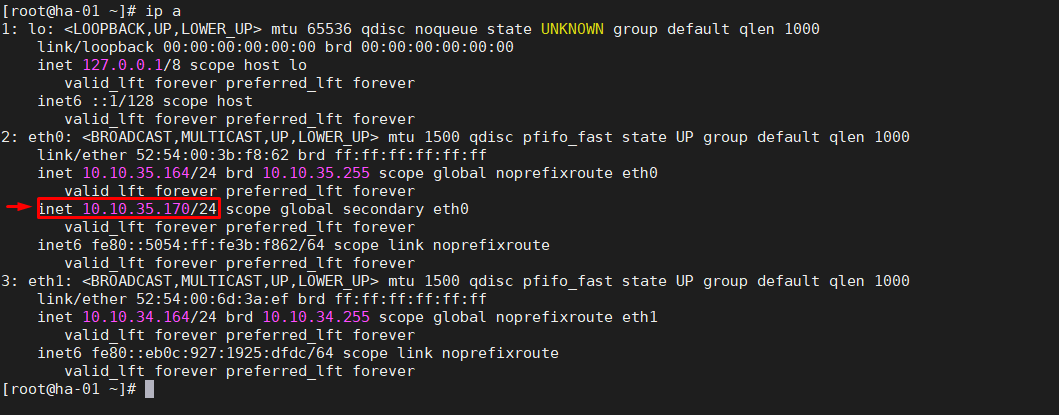 [root@ha-01 ~]# ip a
1: lo: <LOOPBACK,UP,LOWER_UP> mtu 65536 qdisc noqueue state UNKNOWN group default qlen 1000
    link/loopback 00:00:00:00:00:00 brd 00:00:00:00:00:00
    inet 127.0.0.1/8 scope host lo
       valid_lft forever preferred_lft forever
    inet6 ::1/128 scope host
       valid_lft forever preferred_lft forever
2: eth0: <BROADCAST,MULTICAST,UP,LOWER_UP> mtu 1500 qdisc pfifo_fast state UP group default qlen 1000
    link/ether 52:54:00:3b:f8:62 brd ff:ff:ff:ff:ff:ff
    inet 10.10.35.164/24 brd 10.10.35.255 scope global noprefixroute eth0
       valid_lft forever preferred_lft forever
    inet 10.10.35.170/24 scope global secondary eth0
       valid_lft forever preferred_lft forever
    inet6 fe80::5054:ff:fe3b:f862/64 scope link noprefixroute
       valid_lft forever preferred_lft forever
3: eth1: <BROADCAST,MULTICAST,UP,LOWER_UP> mtu 1500 qdisc pfifo_fast state UP group default qlen 1000
    link/ether 52:54:00:6d:3a:ef brd ff:ff:ff:ff:ff:ff
    inet 10.10.34.164/24 brd 10.10.34.255 scope global noprefixroute eth1
       valid_lft forever preferred_lft forever
    inet6 fe80::eb0c:927:1925:dfdc/64 scope link noprefixroute
       valid_lft forever preferred_lft forever
[root@ha-01 ~]#